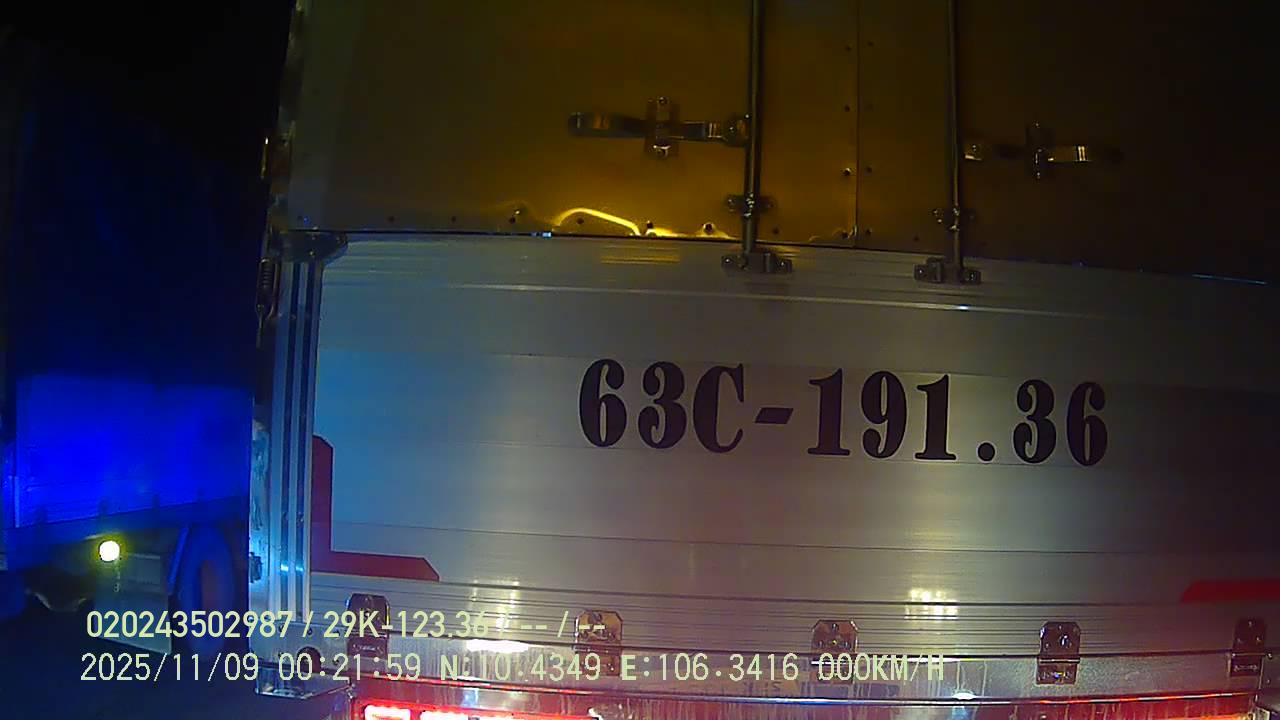 63C-191.36
020243502987 / 29K-123.36 / -- / --
2025/11/09 00:21:59 N:10.4349 E:106.3416 000KM/H